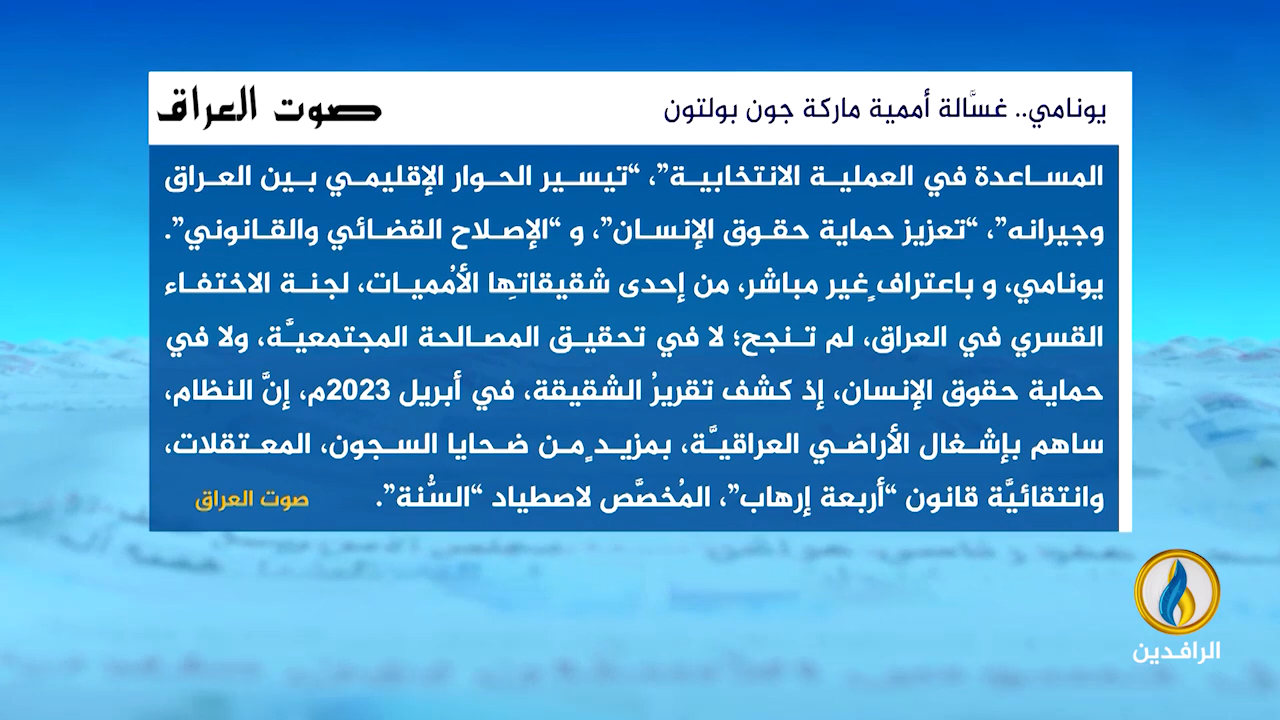 يونامي.. غسَّالة أممية ماركة جون بولتون
صوت العراق
المساعدة في العملية الانتخابية”، “تيسير الحوار الإقليمي بين العراق
وجيرانه”، “تعزيز حماية حقوق الإنسان”، و “الإصلاح القضائي والقانوني”.
يونامي، و باعترافٍ غير مباشر، من إحدى شقيقاتهِا الأُمميات، لجنة الاختفاء
القسري في العراق، لم تنجح؛ لا في تحقيق المصالحة المجتمعيَّة، ولا في
حماية حقوق الإنسان، إذ كشف تقريرُ الشقيقة، في أبريل 2023م، إنَّ النظام،
ساهم بإشغال الأراضي العراقيَّة، بمزيدٍ من ضحايا السجون، المعتقلات،
وانتقائيَّة قانون “أربعة إرهاب”، المُخصَّص لاصطياد “السُّنة”.
صوت العراق
الرافدين